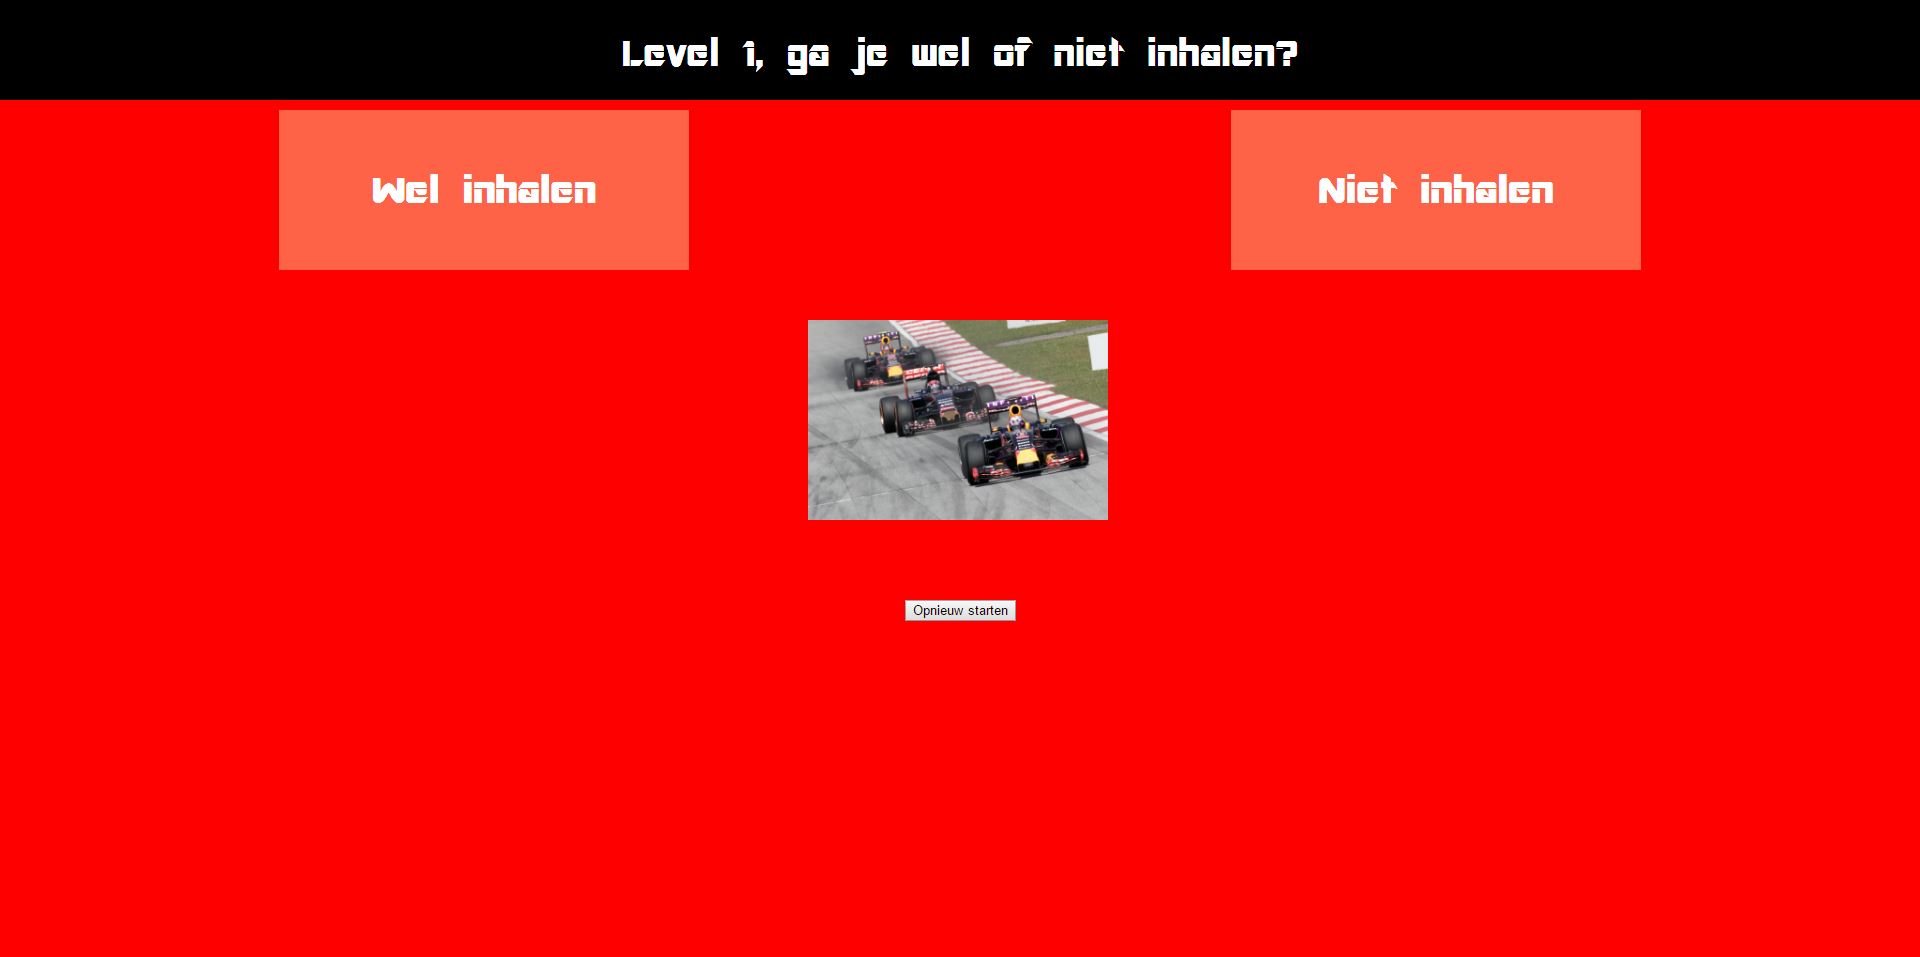 Level 1, ga je wel of niet inhalen?
Wel inhalen
Niet inhalen
Opnieuw starten